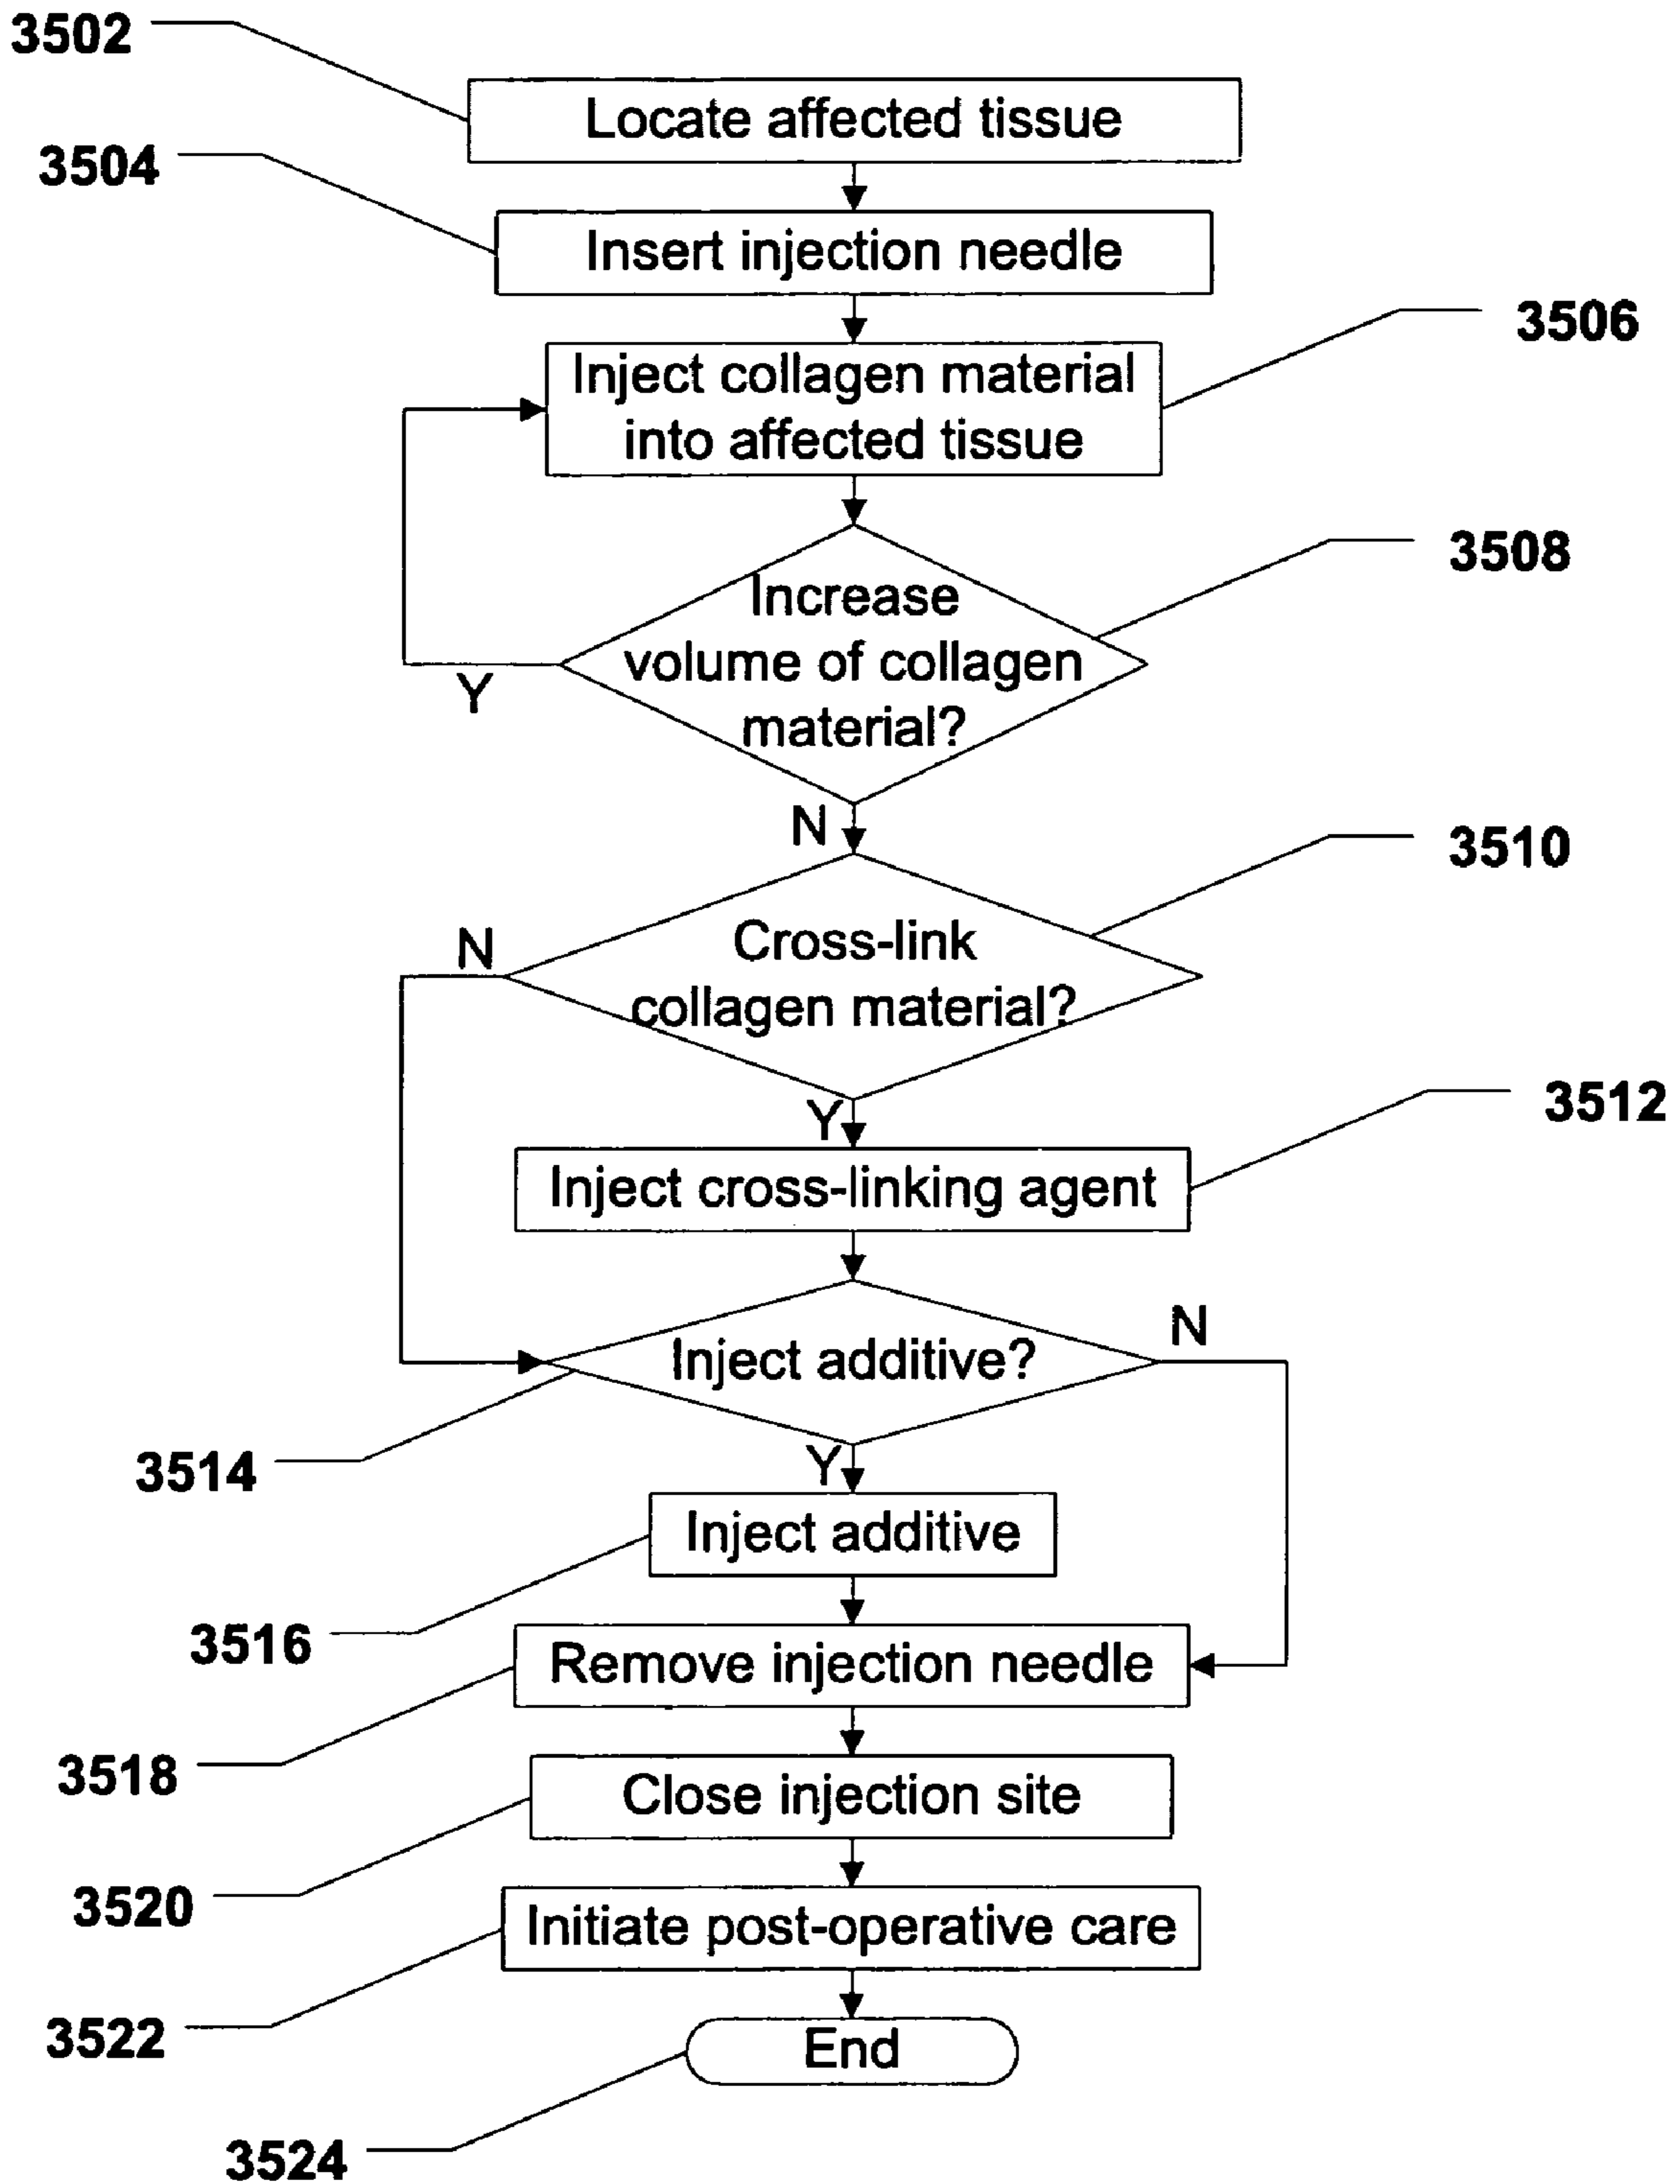 3502
Locate affected tissue
3504
Insert injection needle
3506
Inject collagen material
into affected tissue
3508
Increase
volume of collagen
material?
Y
N
3510
N
Cross-link
collagen material?
3512
Y
Inject cross-linking agent
N
Inject additive?
3514
Y
Inject additive
3516
Remove injection needle
3518
Close injection site
3520
Initiate post-operative care
3522
End
3524